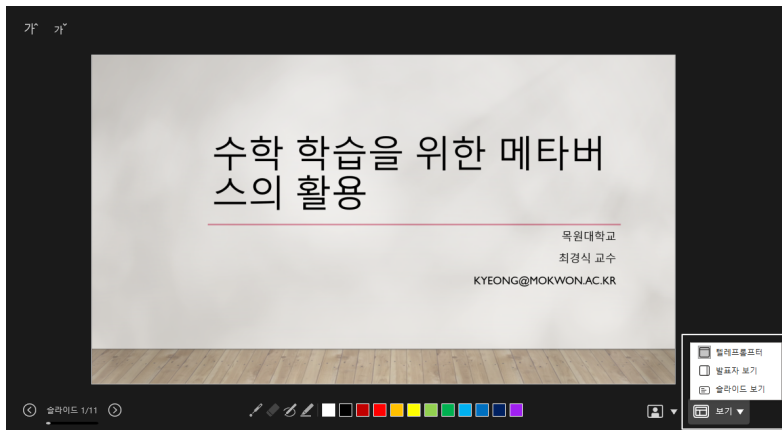 가^ 가ˇ
수학 학습을 위한 메타버
스의 활용
목원대학교
최경식 교수
KYEONG@MOKWON.AC.KR
텔레프롬프터
발표자 보기
슬라이드 보기
슬라이드 1/11
보기